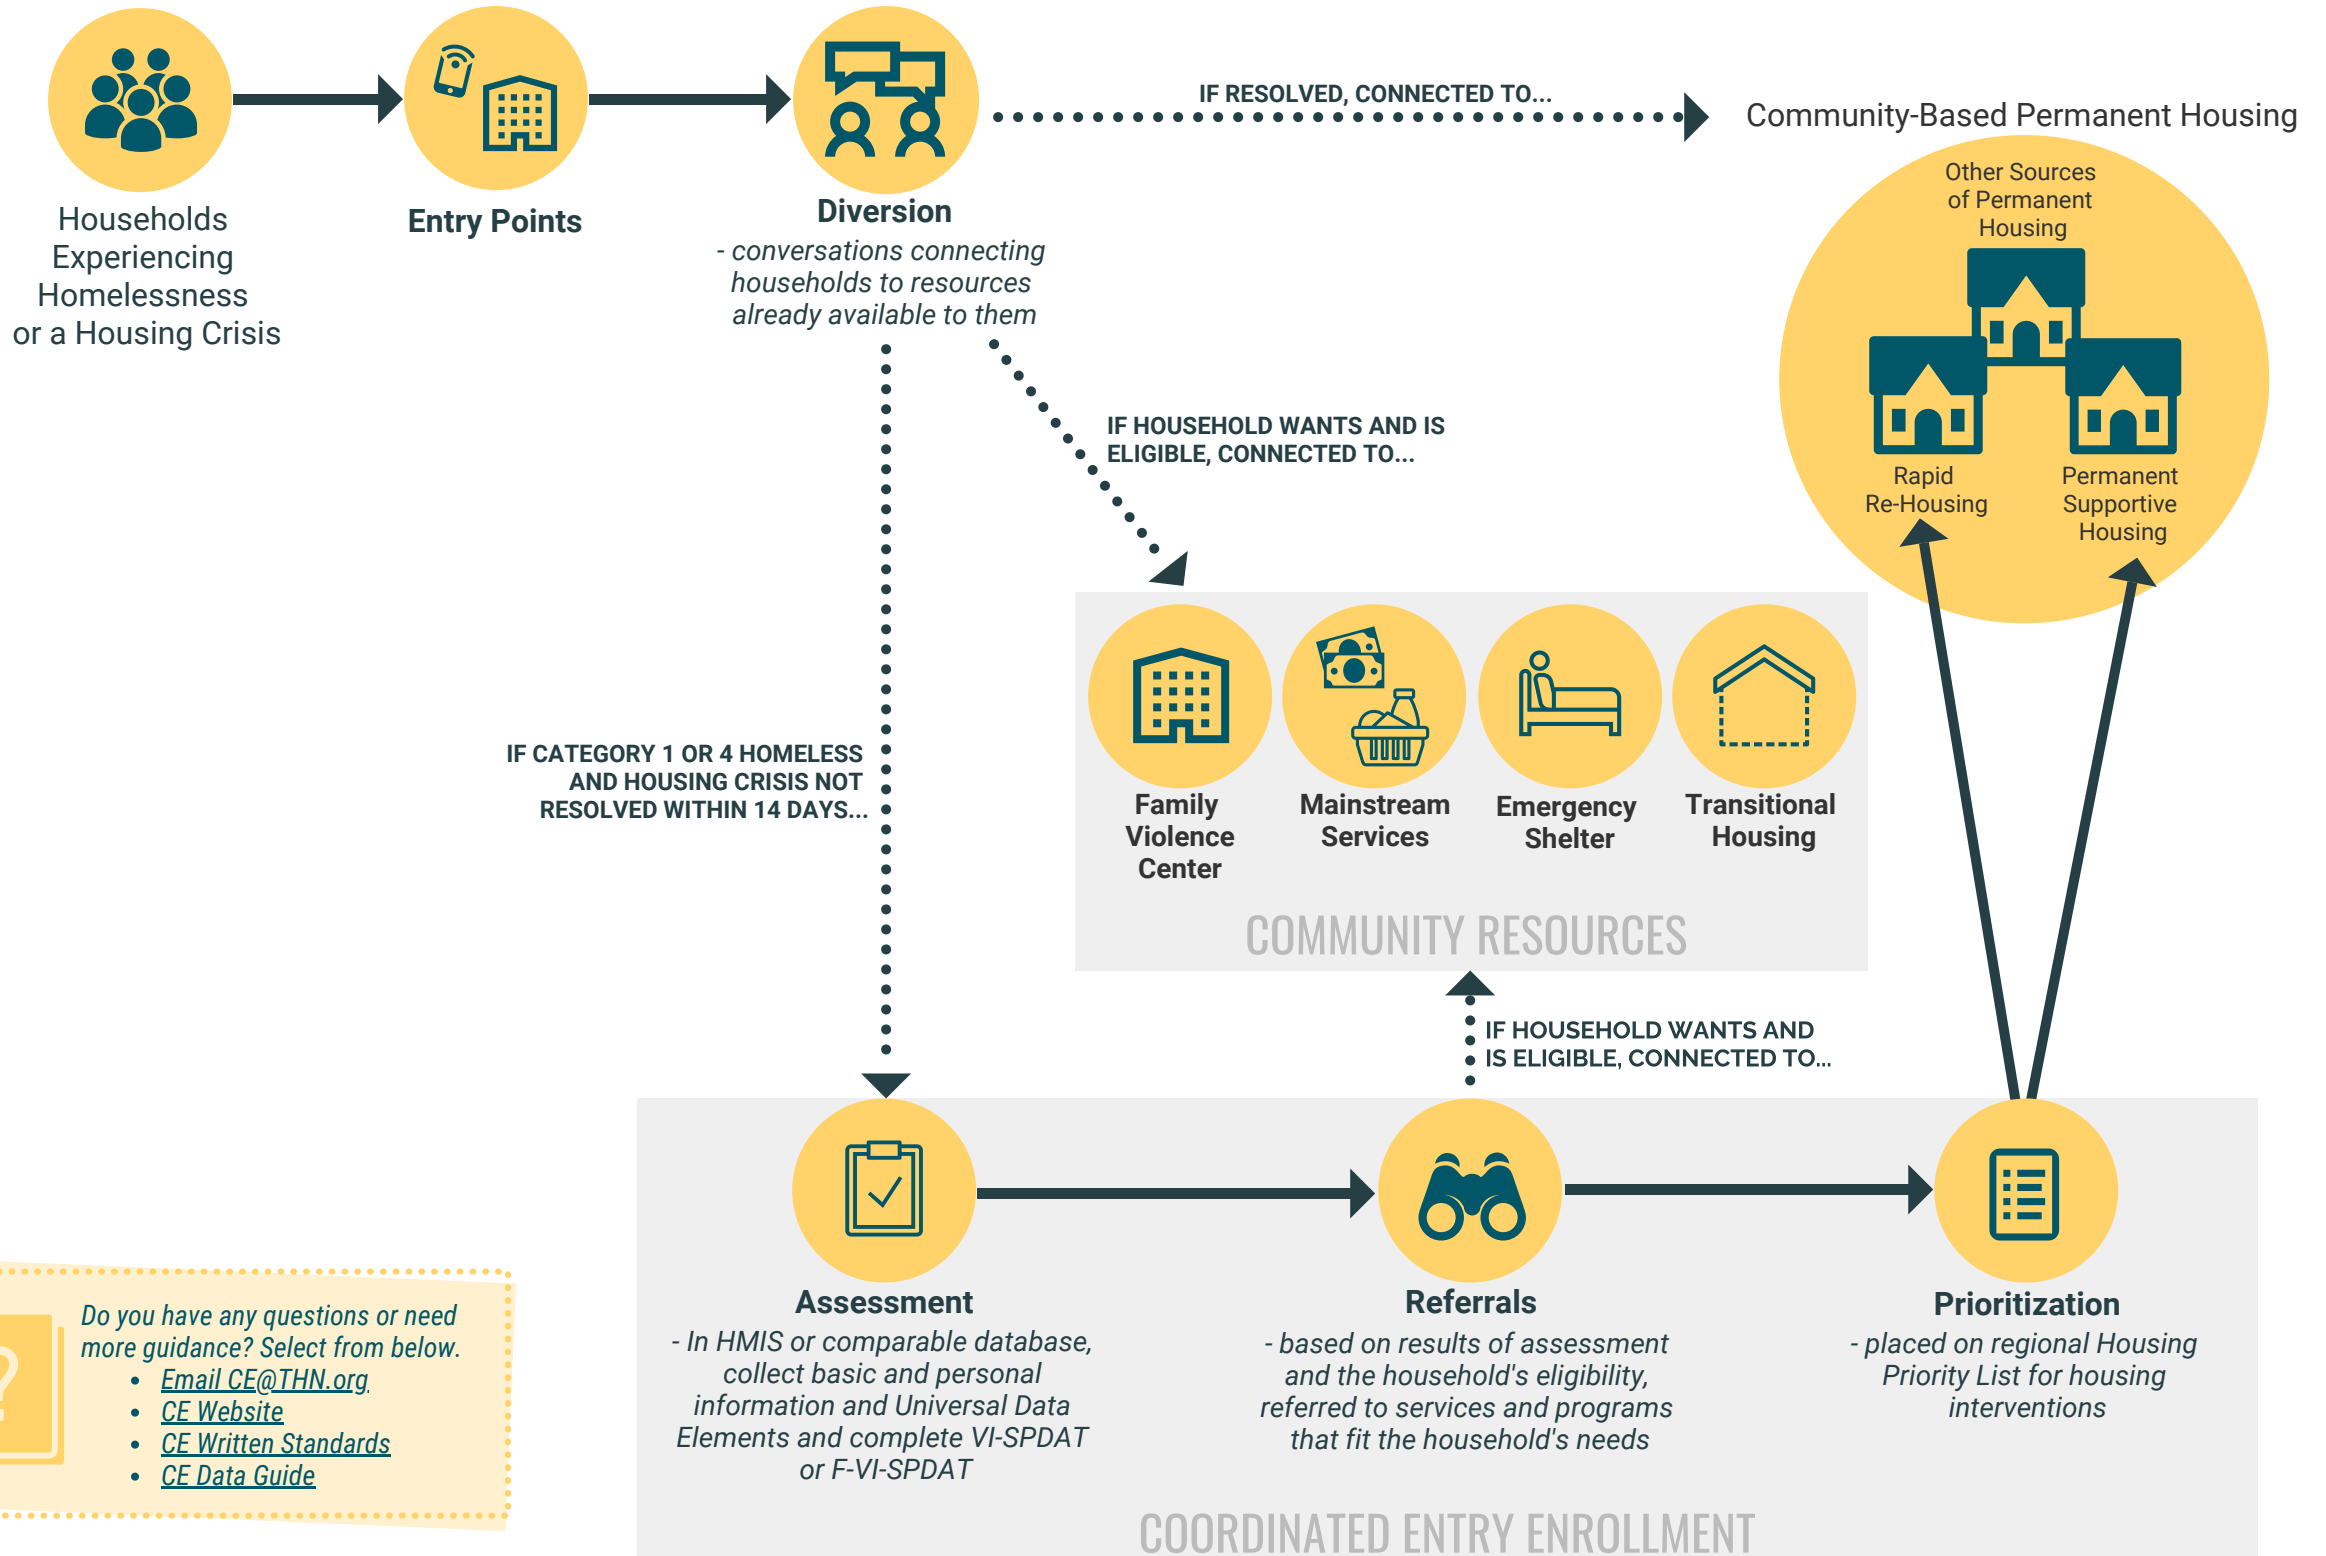 Households
Experiencing
Homelessness
or a Housing Crisis
Entry Points
Diversion
- conversations connecting
households to resources
already available to them
IF RESOLVED, CONNECTED TO...
Community-Based Permanent Housing
Other Sources
of Permanent
Housing
Rapid
Re-Housing
Permanent
Supportive
Housing
IF HOUSEHOLD WANTS AND IS
ELIGIBLE, CONNECTED TO...
IF CATEGORY 1 OR 4 HOMELESS
AND HOUSING CRISIS NOT
RESOLVED WITHIN 14 DAYS...
Family
Violence
Center
Mainstream
Services
Emergency
Shelter
Transitional
Housing
COMMUNITY RESOURCES
IF HOUSEHOLD WANTS AND
IS ELIGIBLE, CONNECTED TO...
Assessment
- In HMIS or comparable database,
collect basic and personal
information and Universal Data
Elements and complete VI-SPDAT
or F-VI-SPDAT
Referrals
- based on results of assessment
and the household's eligibility,
referred to services and programs
that fit the household's needs
Prioritization
- placed on regional Housing
Priority List for housing
interventions
COORDINATED ENTRY ENROLLMENT
?
Do you have any questions or need
more guidance? Select from below.
• Email CE@THN.org
• CE Website
• CE Written Standards
• CE Data Guide